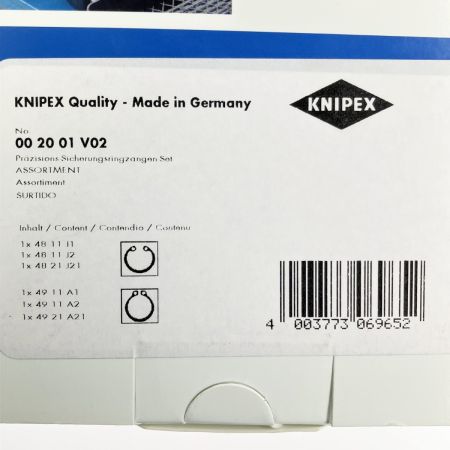 KNIPEX Quality - Made in Germany
KNIPEX
No.
00 20 01 V02
Präzisions-Sicherungsringzangen Set
ASSORTMENT
Assortiment
SURTIDO
Inhalt / Content / Contendio / Contenu
1x 48 11 J1
1x 48 11 J2
1x 48 21 J21
1x 49 11 A1
1x 49 11 A2
1x 49 21 A21
4 003773 069652